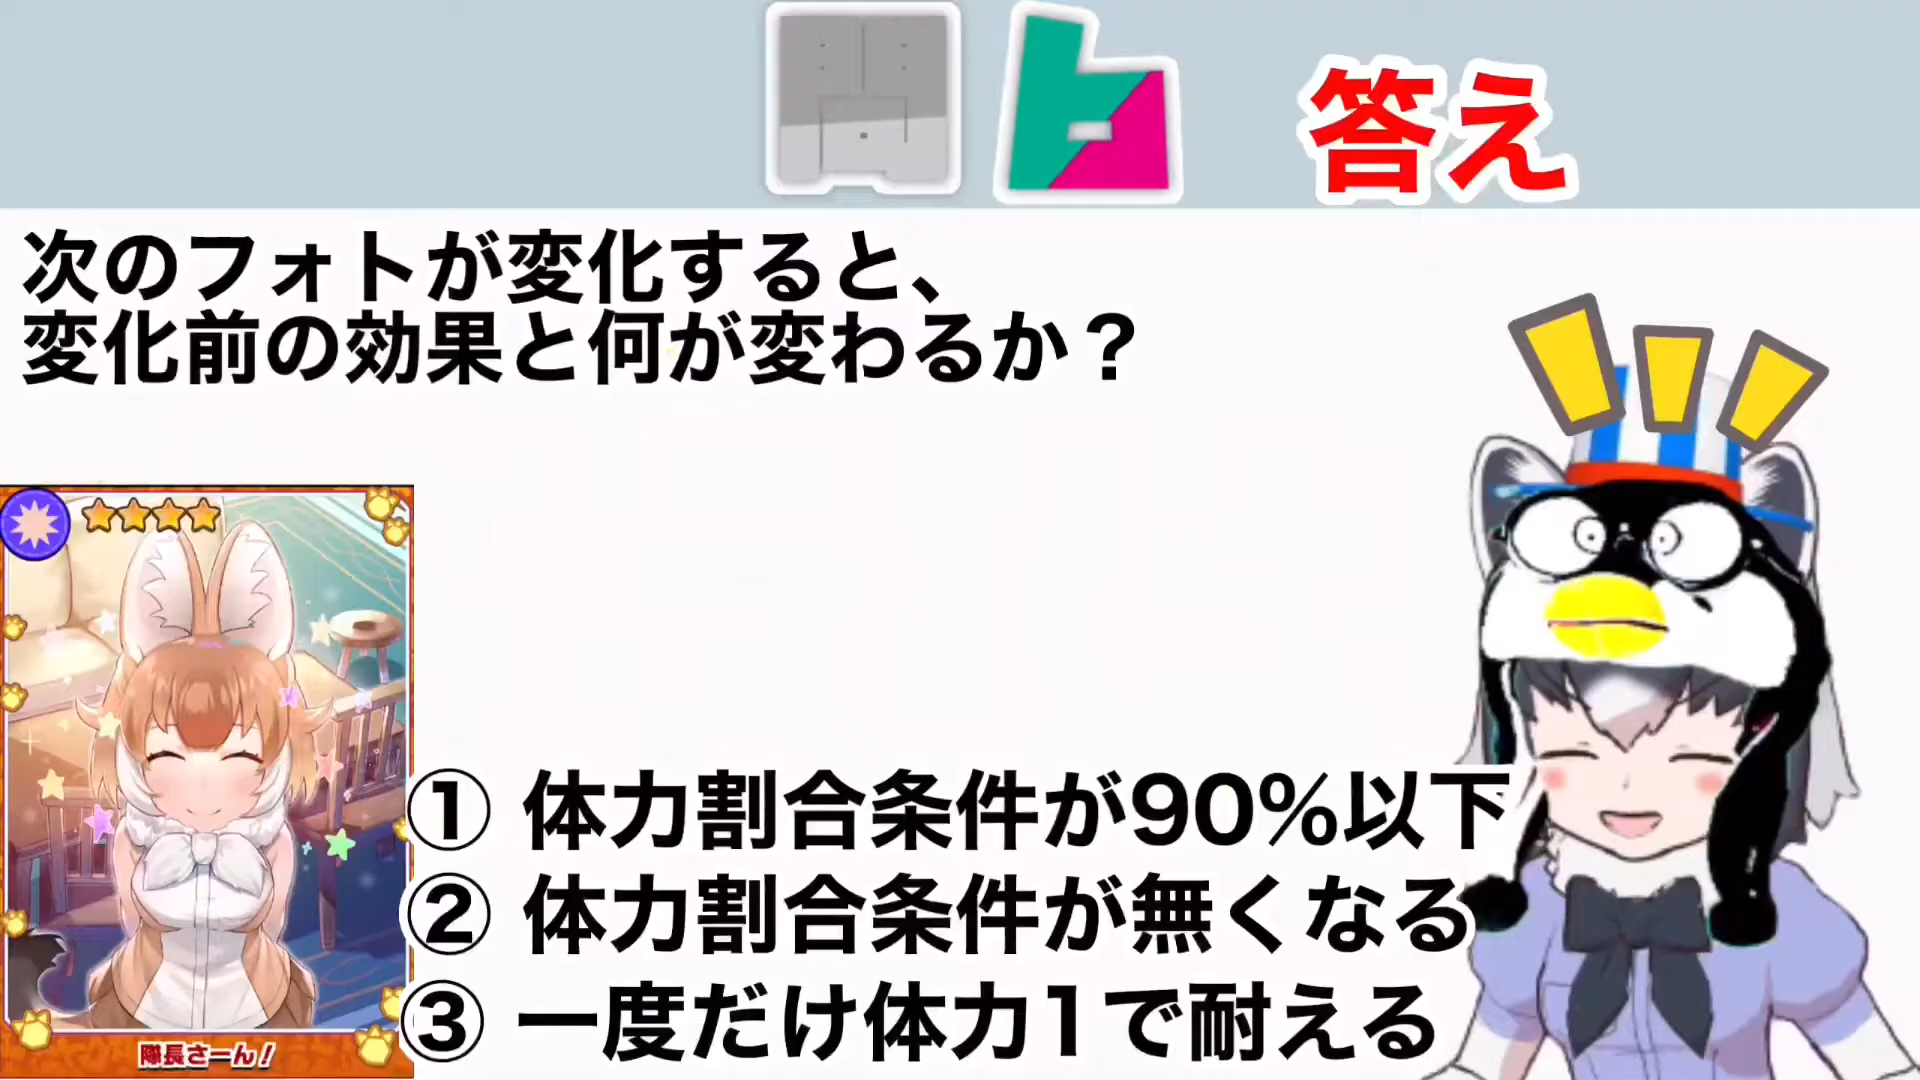 答え
次のフォトが変化すると、
変化前の効果と何が変わるか？
① 体力割合条件が90%以下
② 体力割合条件が無くなる
③ 一度だけ体力1で耐える
隊長さーん！